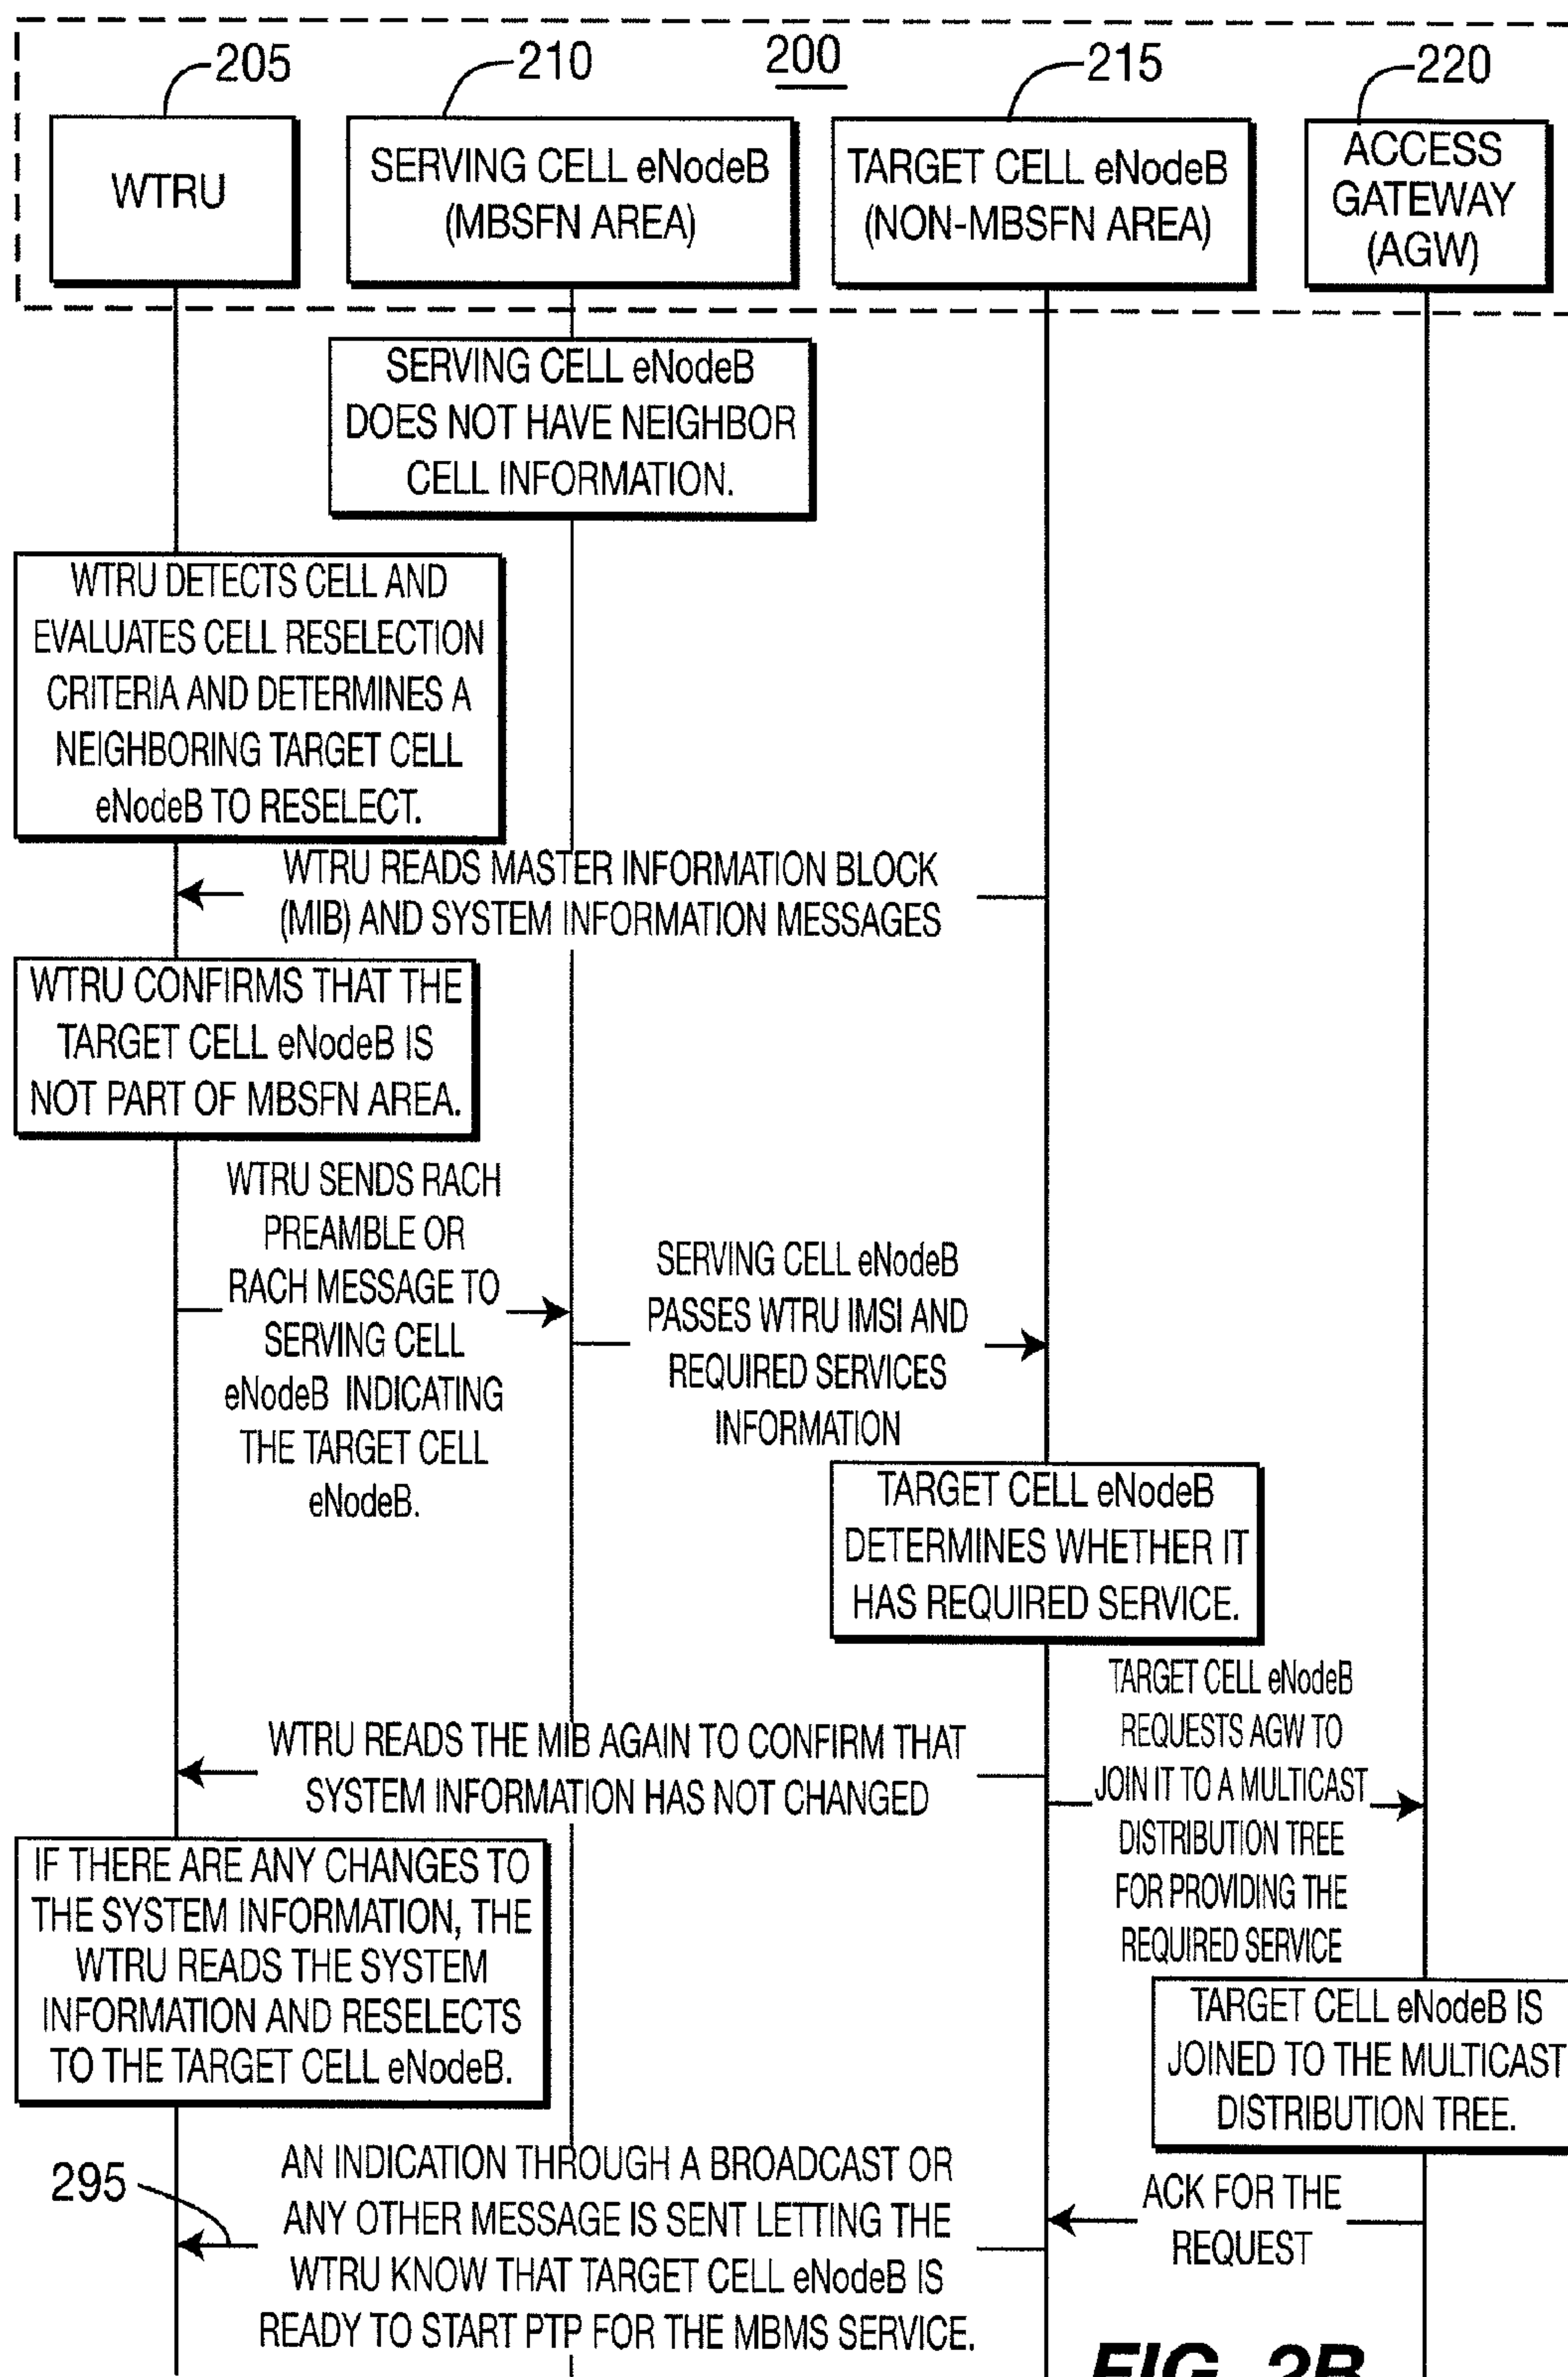 205
210
200
215
220
WTRU
SERVING CELL eNodeB
(MBSFN AREA)
TARGET CELL eNodeB
(NON-MBSFN AREA)
ACCESS
GATEWAY
(AGW)
SERVING CELL eNodeB
DOES NOT HAVE NEIGHBOR
CELL INFORMATION.
WTRU DETECTS CELL AND
EVALUATES CELL RESELECTION
CRITERIA AND DETERMINES A
NEIGHBORING TARGET CELL
eNodeB TO RESELECT.
WTRU READS MASTER INFORMATION BLOCK
(MIB) AND SYSTEM INFORMATION MESSAGES
WTRU CONFIRMS THAT THE
TARGET CELL eNodeB IS
NOT PART OF MBSFN AREA.
WTRU SENDS RACH
PREAMBLE OR
RACH MESSAGE TO
SERVING CELL
eNodeB INDICATING
THE TARGET CELL
eNodeB.
SERVING CELL eNodeB
PASSES WTRU IMSI AND
REQUIRED SERVICES
INFORMATION
TARGET CELL eNodeB
DETERMINES WHETHER IT
HAS REQUIRED SERVICE.
WTRU READS THE MIB AGAIN TO CONFIRM THAT
SYSTEM INFORMATION HAS NOT CHANGED
TARGET CELL eNodeB
REQUESTS AGW TO
JOIN IT TO A MULTICAST
DISTRIBUTION TREE
FOR PROVIDING THE
REQUIRED SERVICE
IF THERE ARE ANY CHANGES TO
THE SYSTEM INFORMATION, THE
WTRU READS THE SYSTEM
INFORMATION AND RESELECTS
TO THE TARGET CELL eNodeB.
TARGET CELL eNodeB IS
JOINED TO THE MULTICAST
DISTRIBUTION TREE.
295
AN INDICATION THROUGH A BROADCAST OR
ANY OTHER MESSAGE IS SENT LETTING THE
WTRU KNOW THAT TARGET CELL eNodeB IS
READY TO START PTP FOR THE MBMS SERVICE.
ACK FOR THE
REQUEST
FIG. 2B